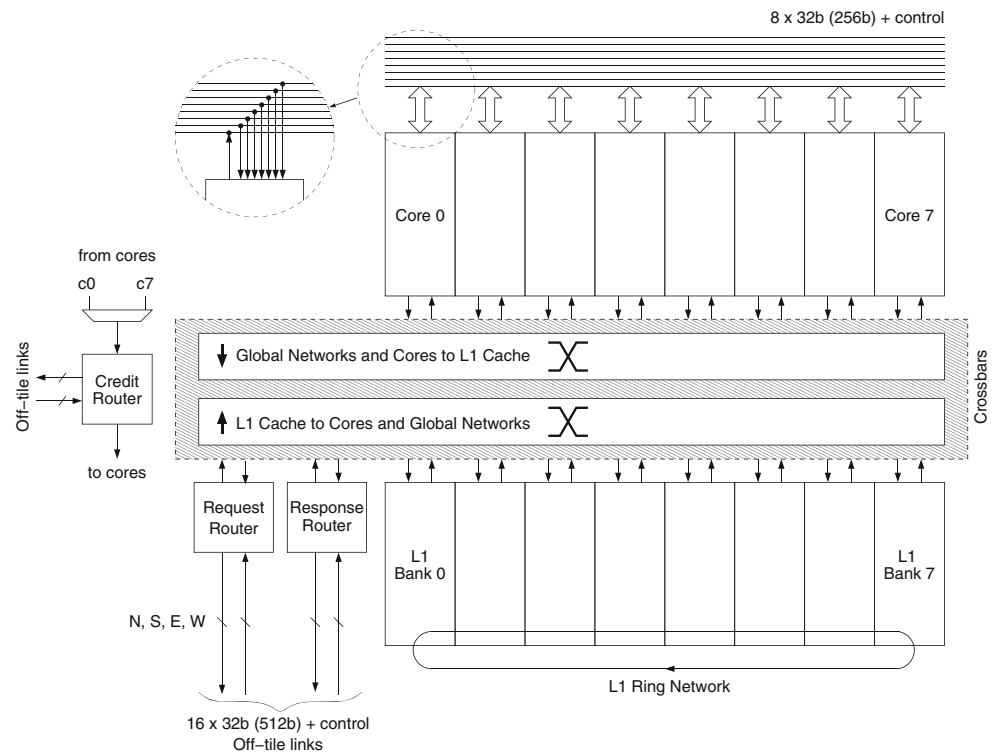 8 x 32b (256b) + control
Core 0
Core 7
from cores
c0
c7
Off−tile links
Credit
Router
to cores
Global Networks and Cores to L1 Cache
L1 Cache to Cores and Global Networks
Crossbars
Request
Router
Response
Router
L1
Bank 0
L1
Bank 7
N, S, E, W
L1 Ring Network
16 x 32b (512b) + control
Off−tile links